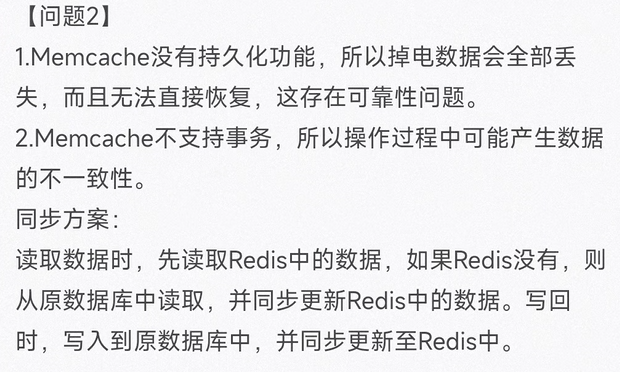 【问题2】
1.Memcache没有持久化功能，所以掉电数据会全部丢
失，而且无法直接恢复，这存在可靠性问题。
2.Memcache不支持事务，所以操作过程中可能产生数据
的不一致性。
同步方案：
读取数据时，先读取Redis中的数据，如果Redis没有，则
从原数据库中读取，并同步更新Redis中的数据。写回
时，写入到原数据库中，并同步更新至Redis中。